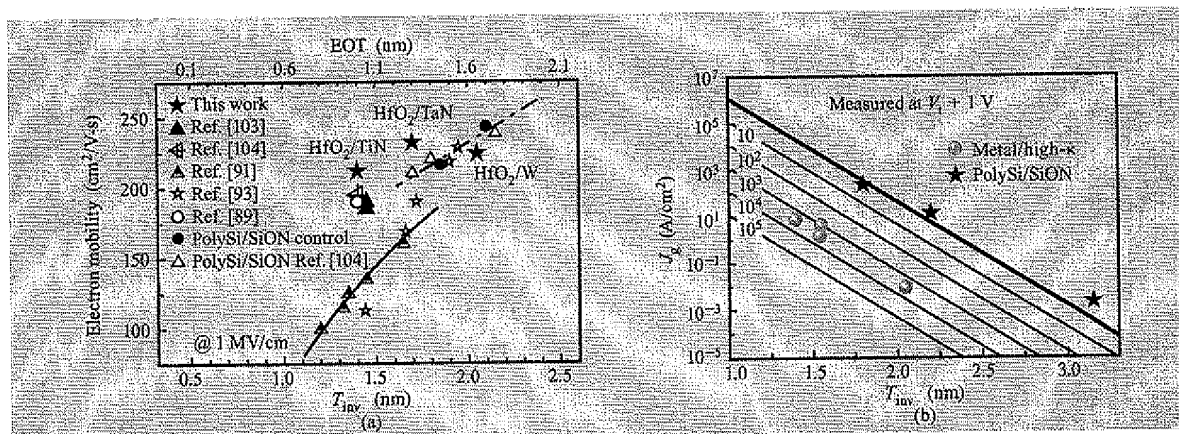 EOT (nm)
0.1 0.6 1.1 1.6 2.1
Electron mobility (cm²/V-s)
250
200
150
100
This work
Ref. [103]
Ref. [104]
Ref. [91]
Ref. [93]
Ref. [89]
PolySi/SiON control
PolySi/SiON Ref. [104]
HfO₂/TaN
HfO₂/TiN
HfO₂/W
@ 1 MV/cm
0.5 1.0 1.5 2.0 2.5
T_inv (nm)
(a)
J_g (A/cm²)
10⁷
10⁵
10³
10¹
10⁻¹
10⁻³
10⁻⁵
10
10²
10³
10⁴
10⁵
Measured at V_t + 1 V
Metal/high-κ
PolySi/SiON
1.0 1.5 2.0 2.5 3.0
T_inv (nm)
(b)